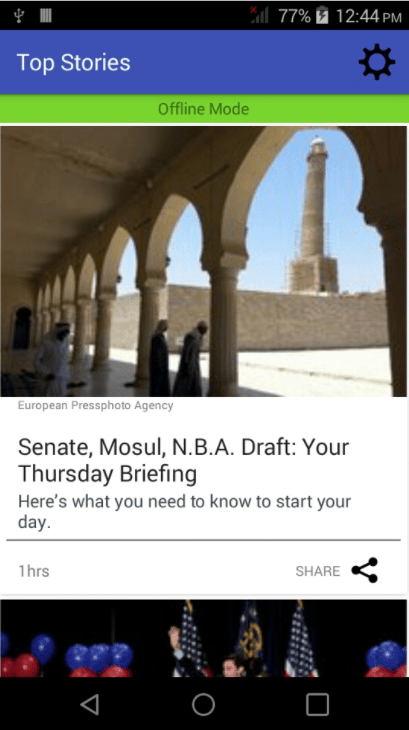 77% 12:44 PM
Top Stories
Offline Mode
European Pressphoto Agency
Senate, Mosul, N.B.A. Draft: Your
Thursday Briefing
Here's what you need to know to start your
day.
1hrs SHARE